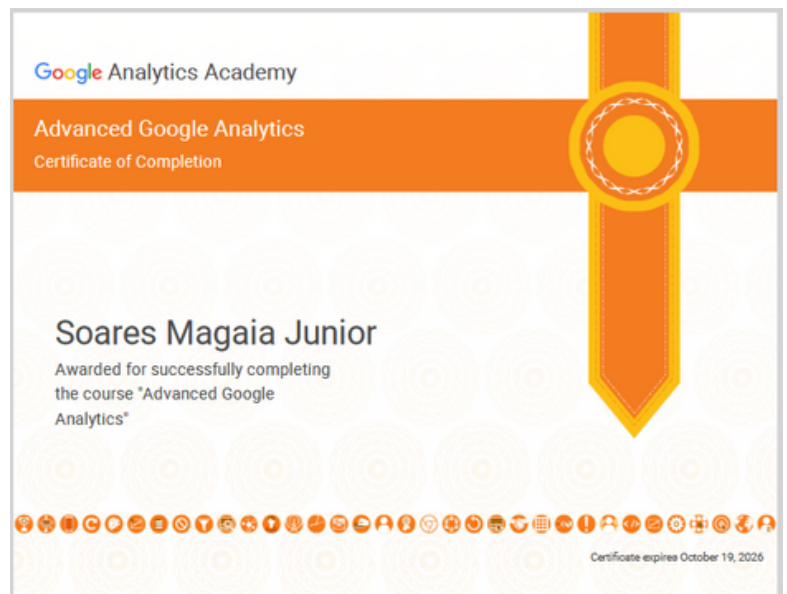 Google Analytics Academy
Advanced Google Analytics
Certificate of Completion
Soares Magaia Junior
Awarded for successfully completing
the course "Advanced Google
Analytics"
Certificate expires October 19, 2026